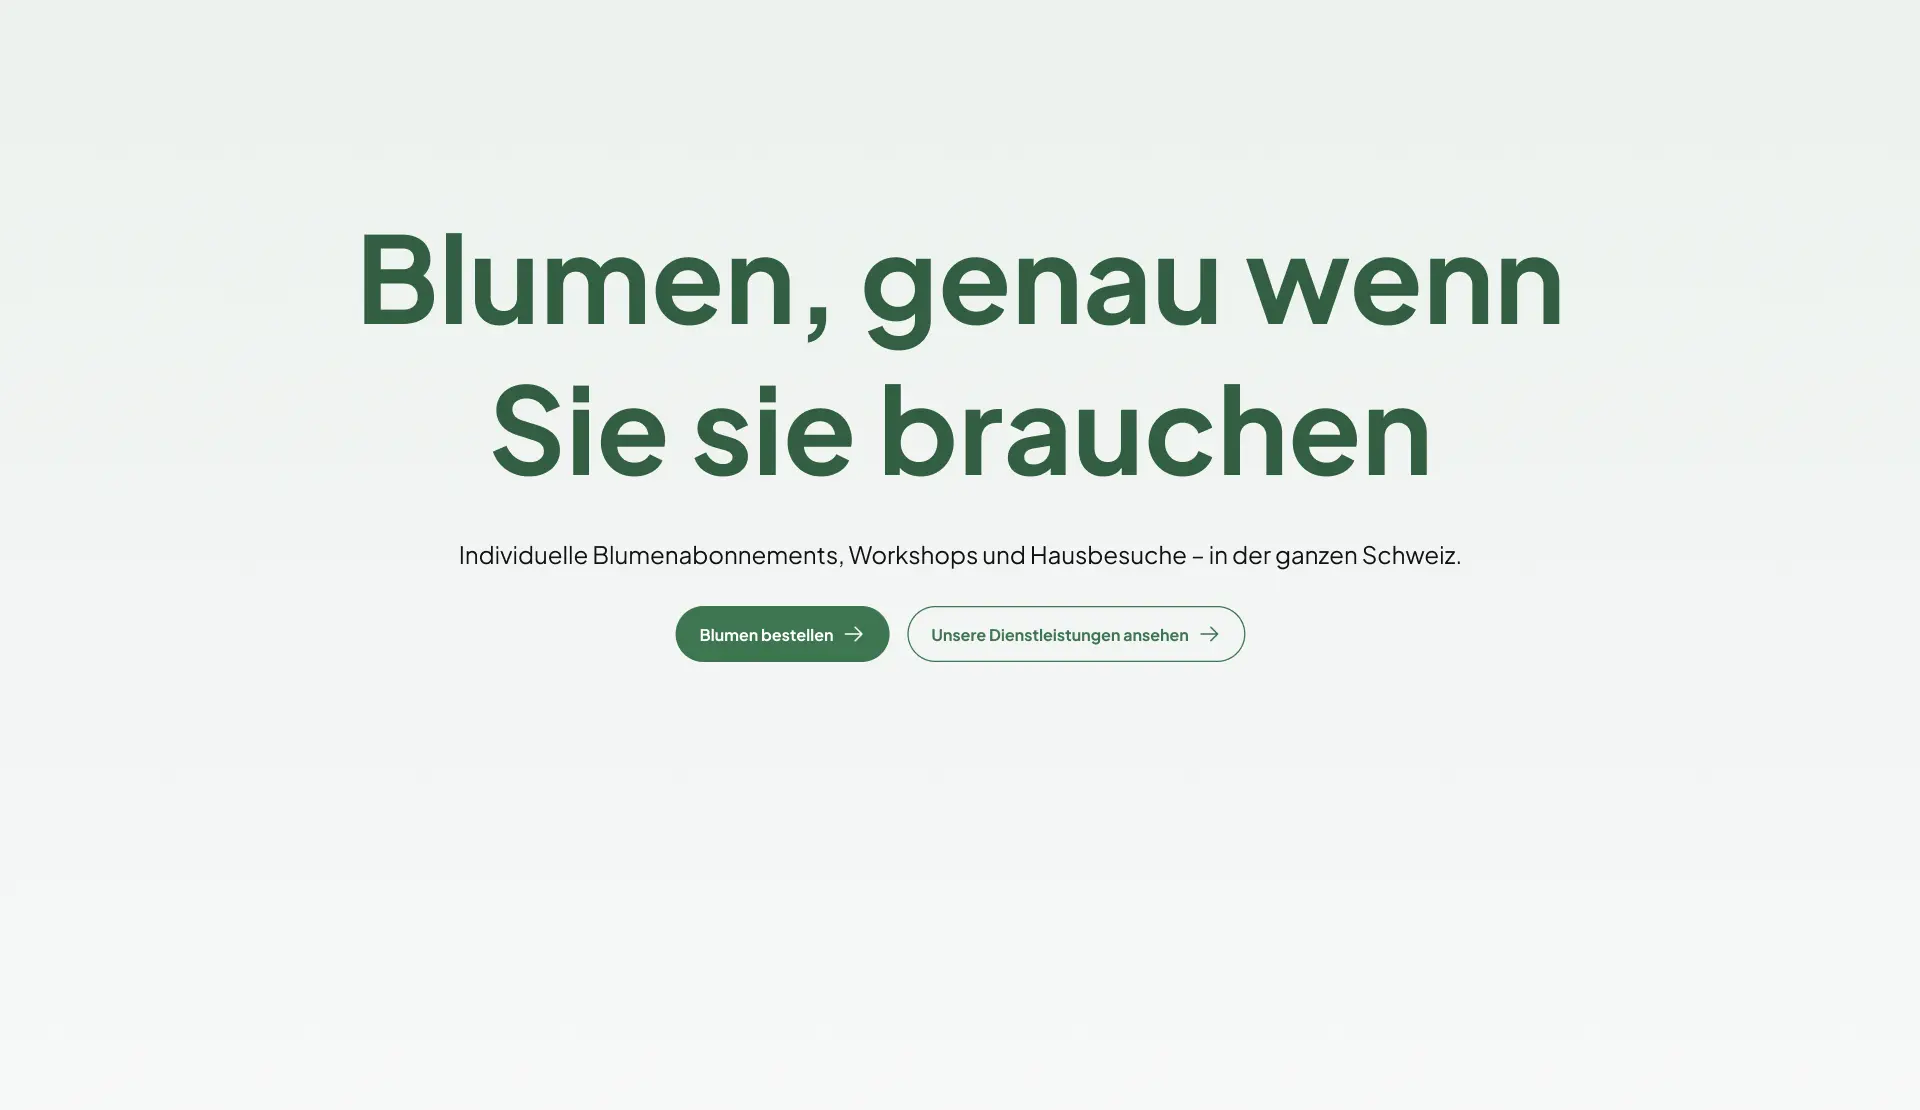 Blumen, genau wenn
Sie sie brauchen
Individuelle Blumenabonnements, Workshops und Hausbesuche – in der ganzen Schweiz.
Blumen bestellen
Unsere Dienstleistungen ansehen